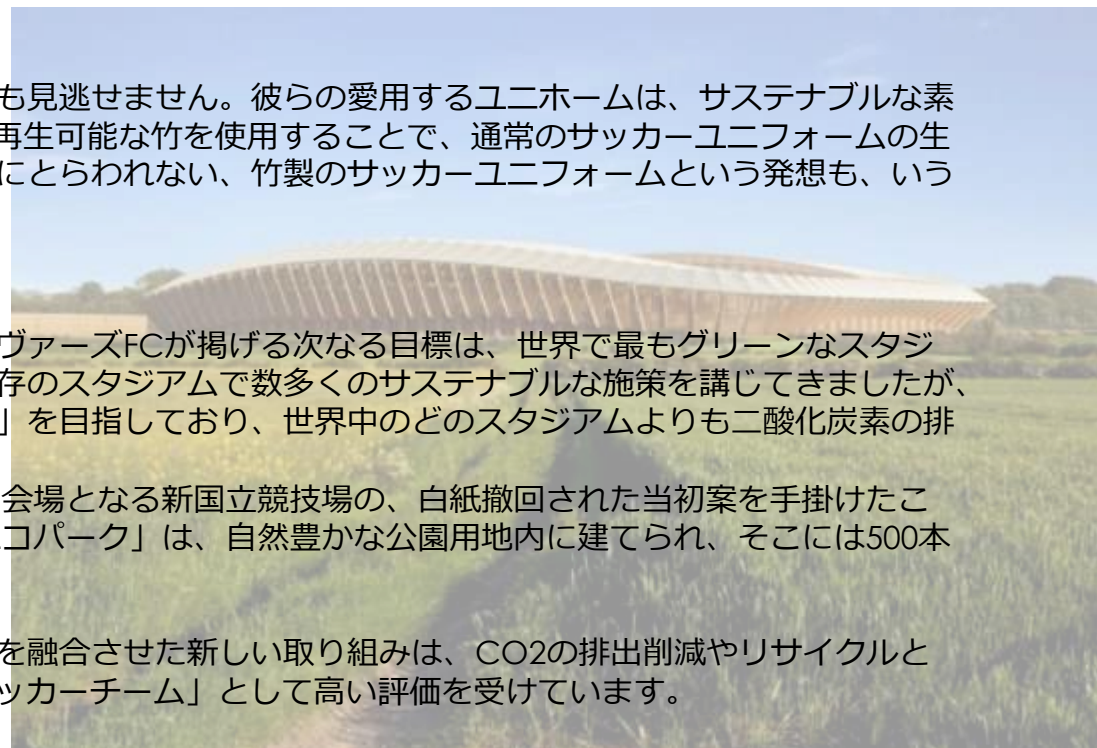 も見逃せません。彼らの愛用するユニホームは、サステナブルな素
再生可能な竹を使用することで、通常のサッカーユニフォームの生
にとらわれない、竹製のサッカーユニフォームという発想も、いう
ヴァーズFCが掲げる次なる目標は、世界で最もグリーンなスタジ
存のスタジアムで数多くのサステナブルな施策を講じてきましたが、
」を目指しており、世界中のどのスタジアムよりも二酸化炭素の排
会場となる新国立競技場の、白紙撤回された当初案を手掛けたこ
コパーク」は、自然豊かな公園用地内に建てられ、そこには500本
を融合させた新しい取り組みは、CO2の排出削減やリサイクルと
ッカーチーム」として高い評価を受けています。